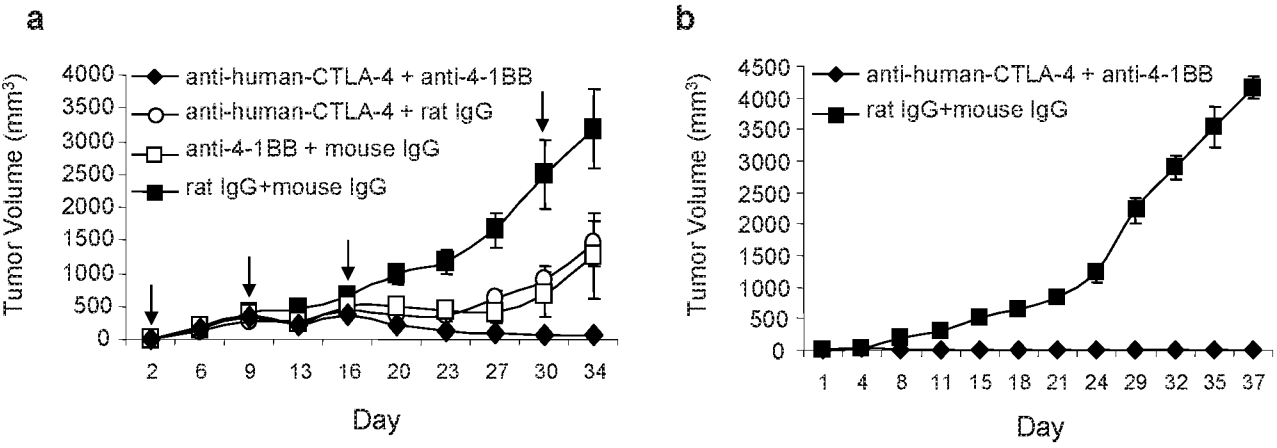 a
Tumor Volume (mm3)
4000
3500
3000
2500
2000
1500
1000
500
0
anti-human-CTLA-4 + anti-4-1BB
anti-human-CTLA-4 + rat IgG
anti-4-1BB + mouse IgG
rat IgG+mouse IgG
2 6 9 13 16 20 23 27 30 34
Day
b
Tumor Volume (mm3)
4500
4000
3500
3000
2500
2000
1500
1000
500
0
anti-human-CTLA-4 + anti-4-1BB
rat IgG+mouse IgG
1 4 8 11 15 18 21 24 29 32 35 37
Day